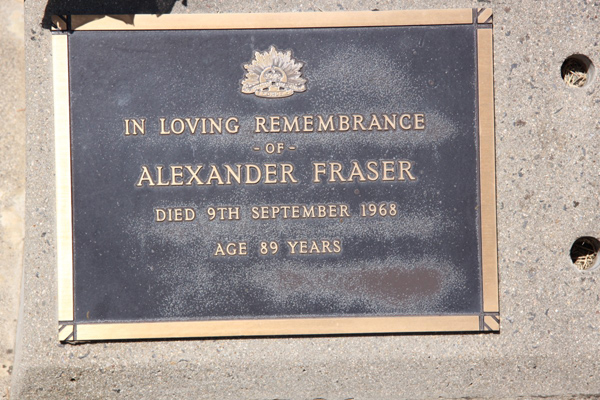 IN LOVING REMEMBRANCE
- OF -
ALEXANDER FRASER
DIED 9TH SEPTEMBER 1968
AGE 89 YEARS